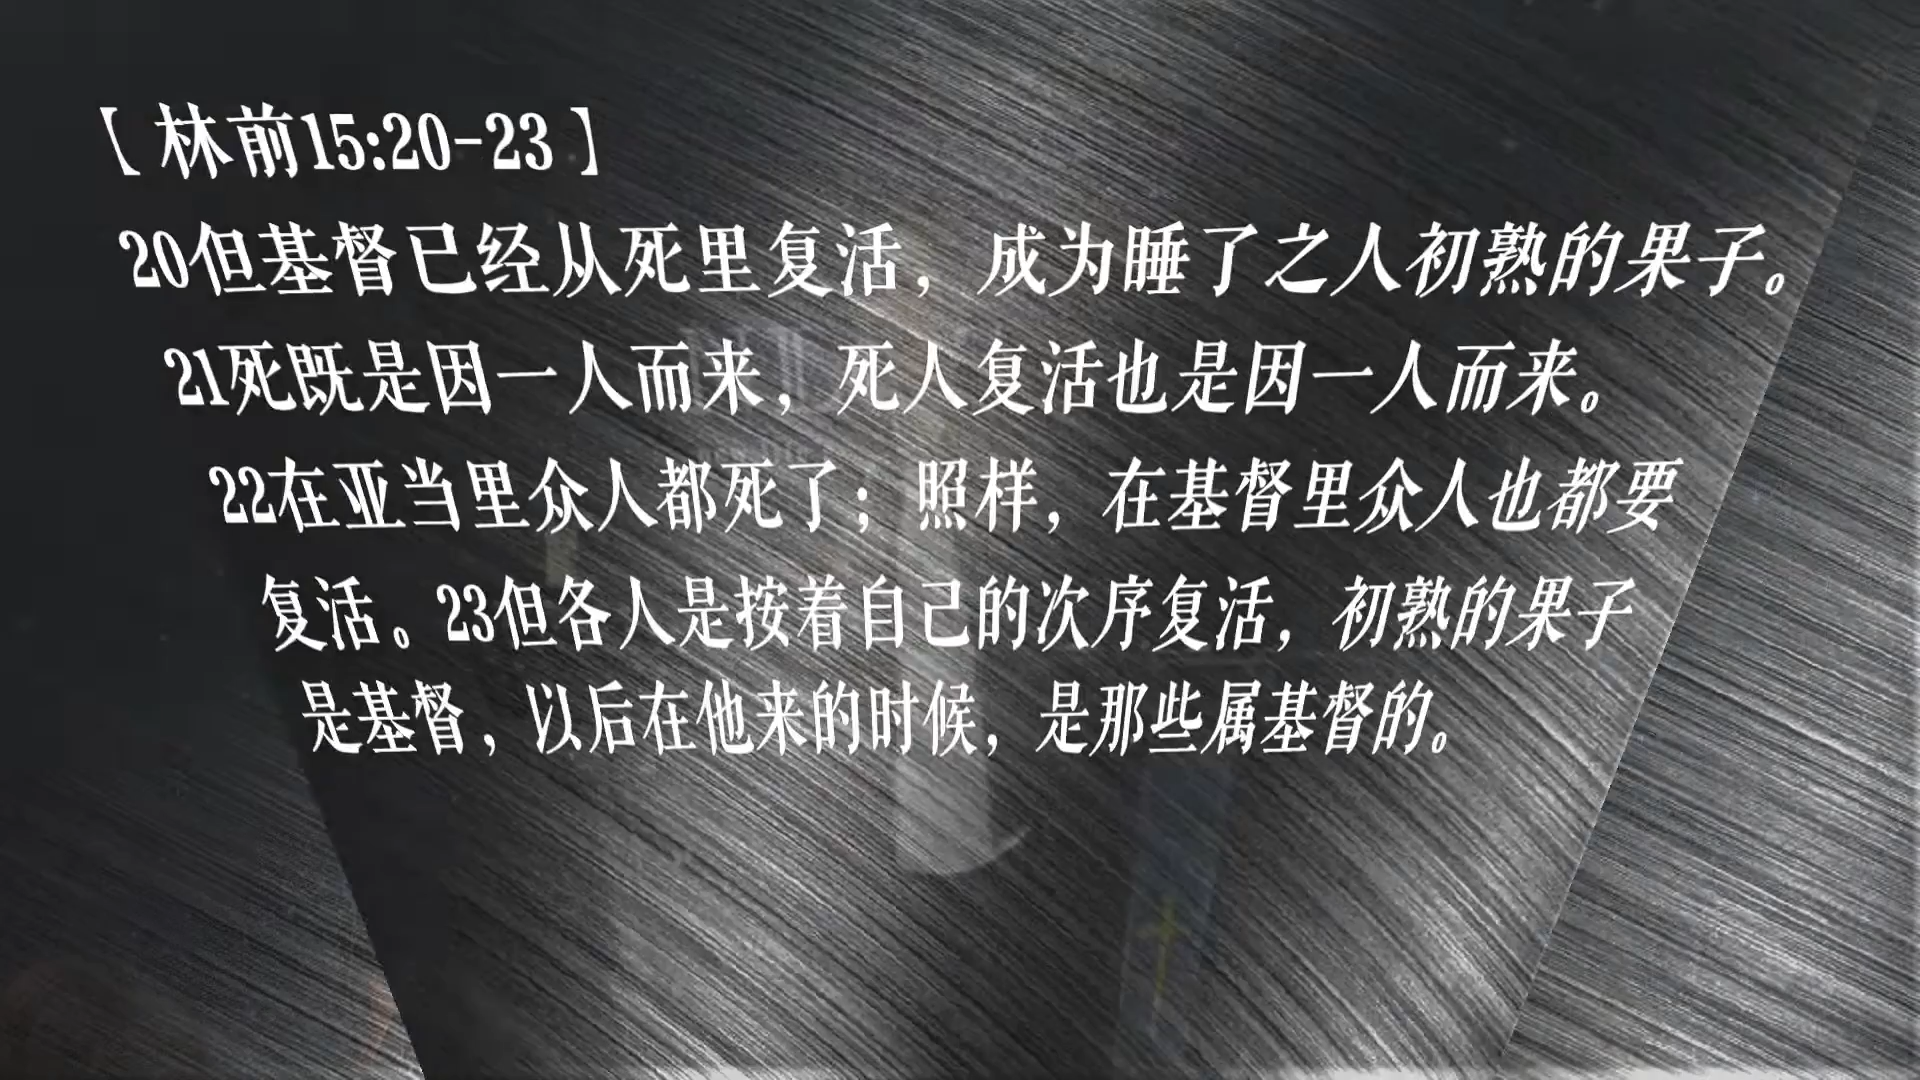 【林前15:20-23】
20但基督已经从死里复活，成为睡了之人初熟的果子。
21死既是因一人而来，死人复活也是因一人而来。
22在亚当里众人都死了；照样，在基督里众人也都要
复活。23但各人是按着自己的次序复活，初熟的果子
是基督，以后在他来的时候，是那些属基督的。